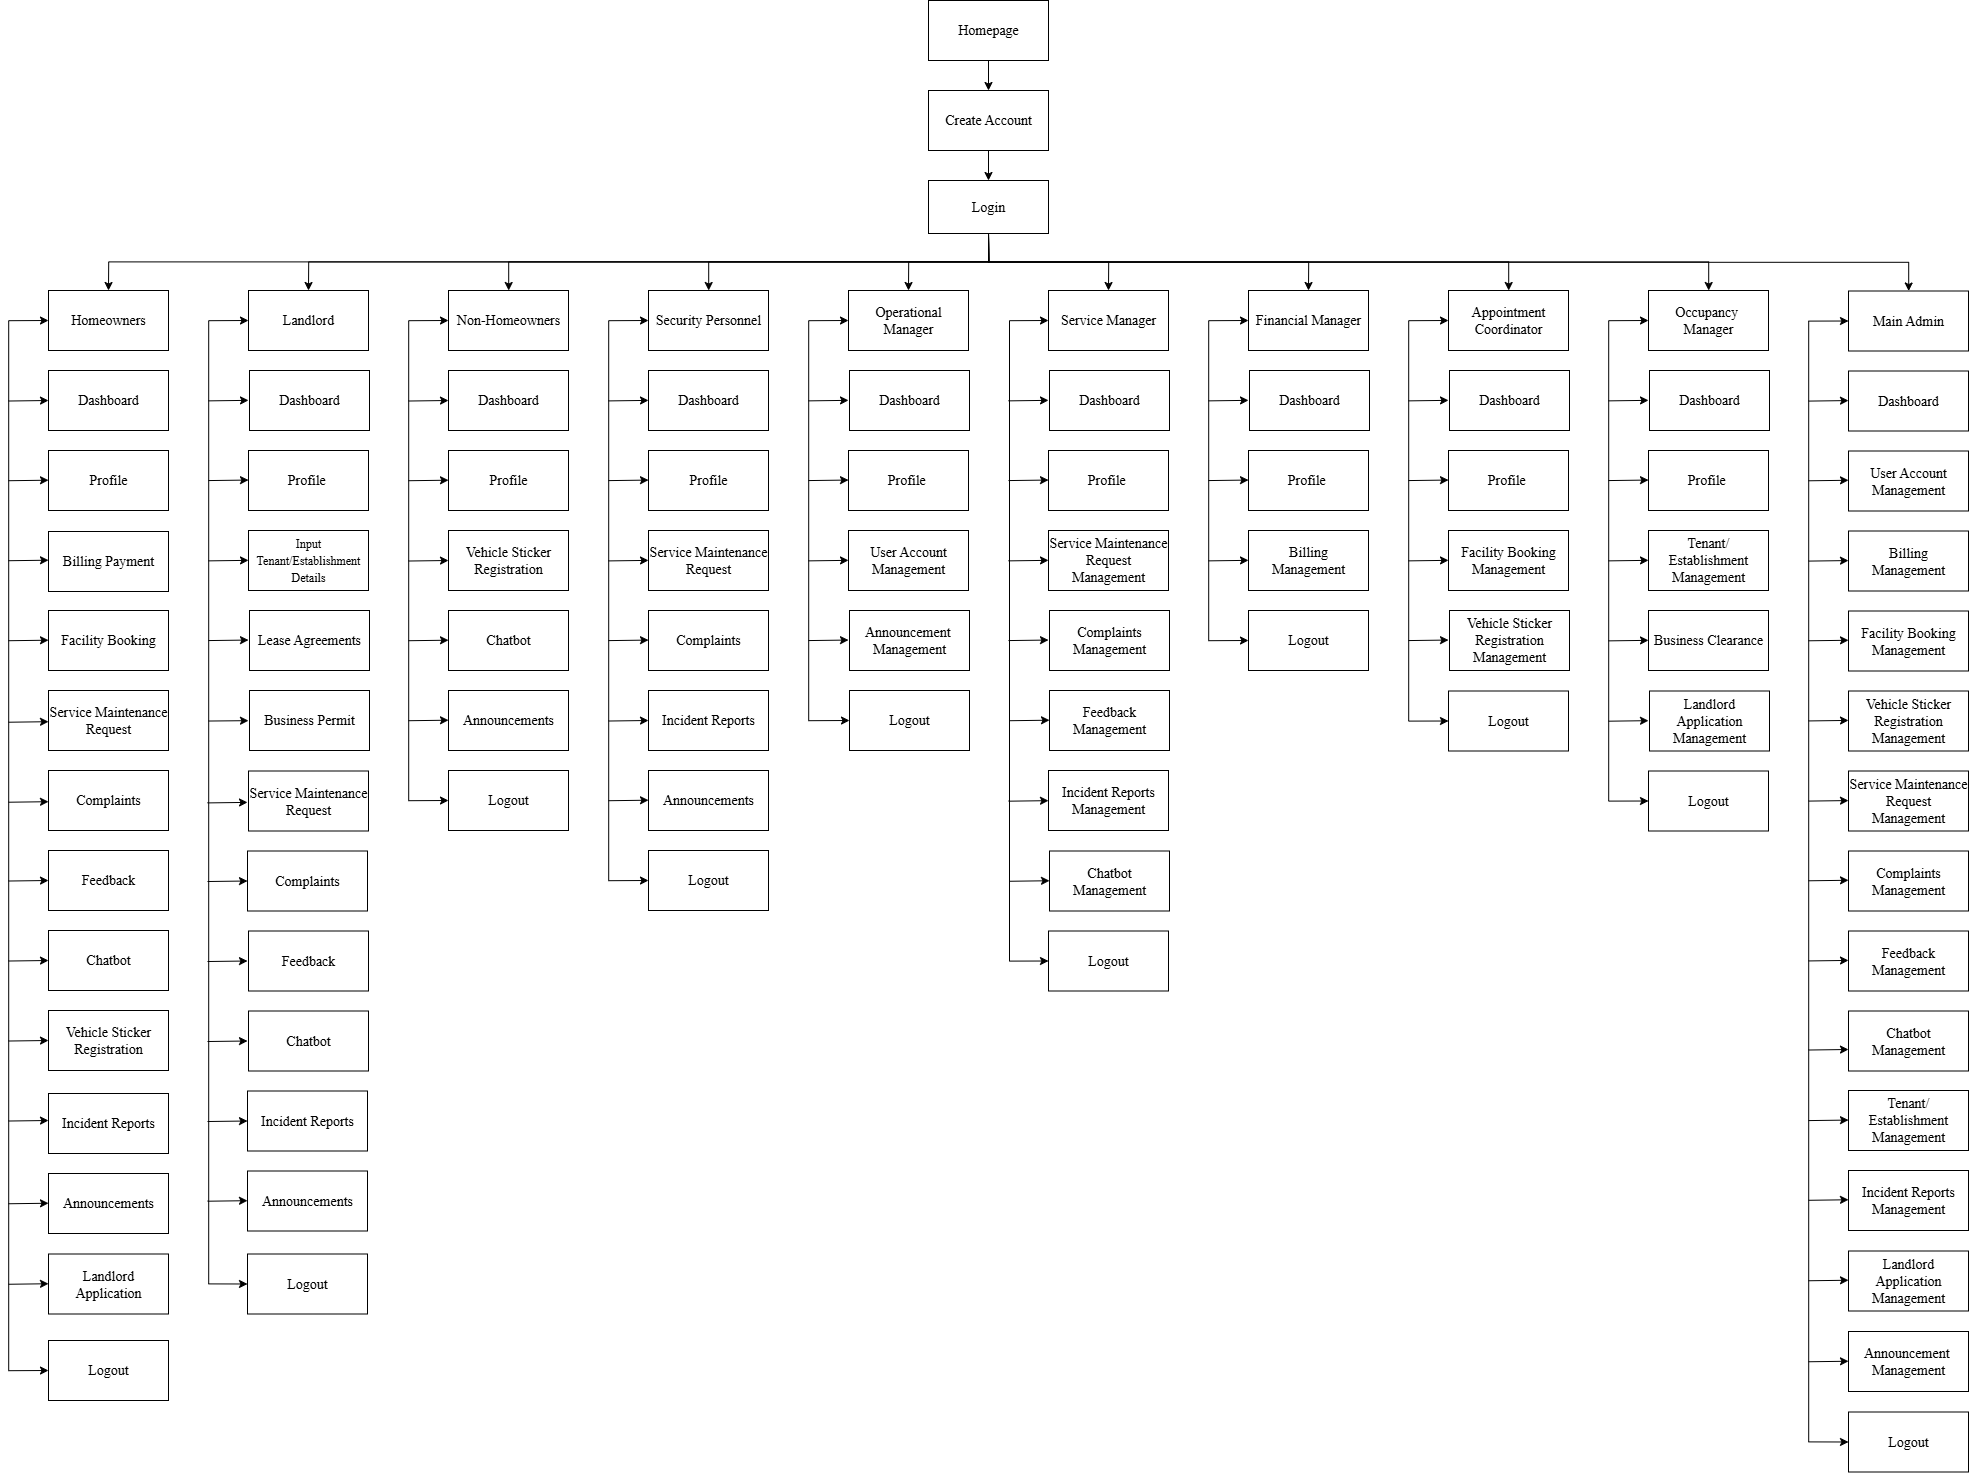 Homepage
Create Account
Login
Homeowners
Dashboard
Profile
Billing Payment
Facility Booking
Service Maintenance
Request
Complaints
Feedback
Chatbot
Vehicle Sticker
Registration
Incident Reports
Announcements
Landlord
Application
Logout
Landlord
Dashboard
Profile
Input
Tenant/Establishment
Details
Lease Agreements
Business Permit
Service Maintenance
Request
Complaints
Feedback
Chatbot
Incident Reports
Announcements
Logout
Non-Homeowners
Dashboard
Profile
Vehicle Sticker
Registration
Chatbot
Announcements
Logout
Security Personnel
Dashboard
Profile
Service Maintenance
Request
Complaints
Incident Reports
Announcements
Logout
Operational
Manager
Dashboard
Profile
User Account
Management
Announcement
Management
Logout
Service Manager
Dashboard
Profile
Service Maintenance
Request
Management
Complaints
Management
Feedback
Management
Incident Reports
Management
Chatbot
Management
Logout
Financial Manager
Dashboard
Profile
Billing
Management
Logout
Appointment
Coordinator
Dashboard
Profile
Facility Booking
Management
Vehicle Sticker
Registration
Management
Logout
Occupancy
Manager
Dashboard
Profile
Tenant/
Establishment
Management
Business Clearance
Landlord
Application
Management
Logout
Main Admin
Dashboard
User Account
Management
Billing
Management
Facility Booking
Management
Vehicle Sticker
Registration
Management
Service Maintenance
Request
Management
Complaints
Management
Feedback
Management
Chatbot
Management
Tenant/
Establishment
Management
Incident Reports
Management
Landlord
Application
Management
Announcement
Management
Logout